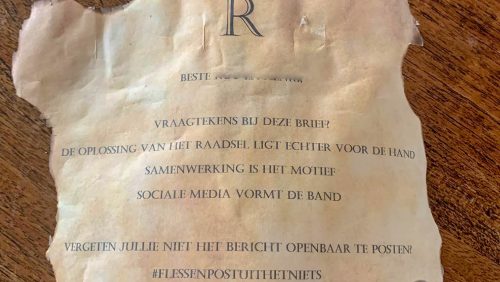 R
BESTE
VRAAGTEKENS BIJ DEZE BRIEF?
DE OPLOSSING VAN HET RAADSEL LIGT ECHTER VOOR DE HAND
SAMENWERKING IS HET MOTIEF
SOCIALE MEDIA VORMT DE BAND
VERGETEN JULLIE NIET HET BERICHT OPENBAAR TE POSTEN!
#FLESSENPOSTUITHETNIETS